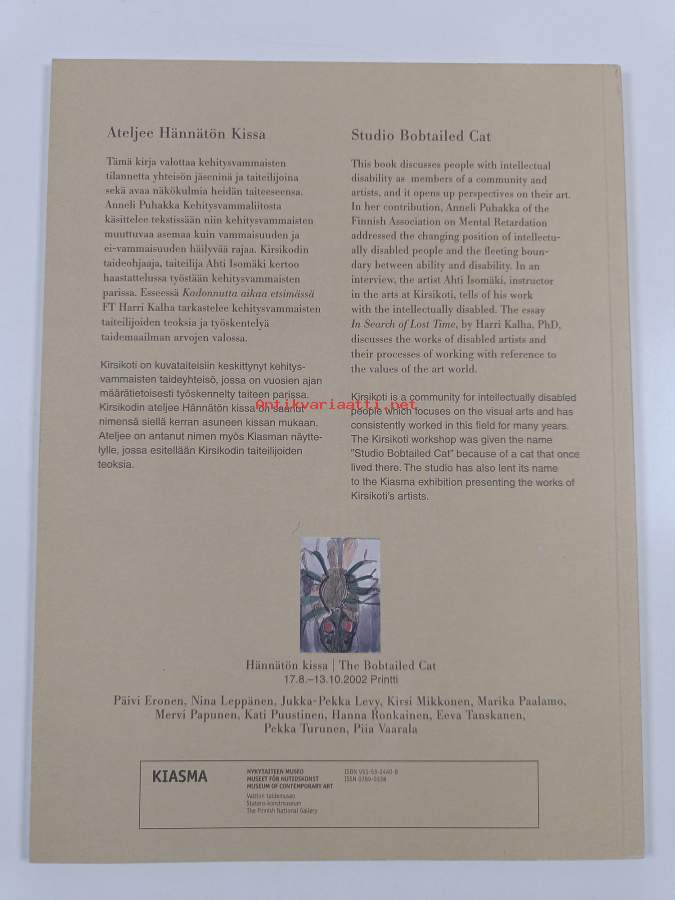 Ateljee Hännätön Kissa
Tämä kirja valottaa kehitysvammaisten
tilannetta yhteisön jäseninä ja taiteilijoina
sekä avaa näkökulmia heidän taiteeseensa.
Anneli Puhakka Kehitysvammaliitosta
käsittelee tekstissään niin kehitysvammaisten
muuttuvaa asemaa kuin vammaisuuden ja
ei-vammaisuuden häilyvää rajaa. Kirsikodin
taideohjaaja, taiteilija Ahti Isomäki kertoo
haastattelussa työstään kehitysvammaisten
parissa. Esseessä Kadonnutta aikaa etsimässä
FT Harri Kalha tarkastelee kehitysvammaisten
taiteilijoiden teoksia ja työskentelyä
taidemaailman arvojen valossa.
Kirsikoti on kuvataiteisiin keskittynyt kehitys-
vammaisten taideyhteisö, jossa on vuosien ajan
määrätietoisesti työskennelty taiteen parissa.
Kirsikodin ateljee Hännätön kissa on saanut
nimensä siellä kerran asuneen kissan mukaan.
Ateljee on antanut nimen myös Kiasman näytte-
lylle, jossa esitellään Kirsikodin taiteilijoiden
teoksia.
Studio Bobtailed Cat
This book discusses people with intellectual
disability as members of a community and
artists, and it opens up perspectives on their art.
In her contribution, Anneli Puhakka of the
Finnish Association on Mental Retardation
addressed the changing position of intellectu-
ally disabled people and the fleeting boun-
dary between ability and disability. In an
interview, the artist Ahti Isomäki, instructor
in the arts at Kirsikoti, tells of his work
with the intellectually disabled. The essay
In Search of Lost Time, by Harri Kalha, PhD,
discusses the works of disabled artists and
their processes of working with reference to
the values of the art world.
Kirsikoti is a community for intellectually disabled
people which focuses on the visual arts and has
consistently worked in this field for many years.
The Kirsikoti workshop was given the name
"Studio Bobtailed Cat" because of a cat that once
lived there. The studio has also lent its name
to the Kiasma exhibition presenting the works of
Kirsikoti's artists.
Antikvariaatti.net
Hännätön kissa | The Bobtailed Cat
17.8.–13.10.2002 Printti
Päivi Eronen, Nina Leppänen, Jukka-Pekka Levy, Kirsi Mikkonen, Marika Paalamo,
Mervi Papunen, Kati Puustinen, Hanna Ronkainen, Eeva Tanskanen,
Pekka Turunen, Piia Vaarala
KIASMA
NYKYTAITEEN MUSEO
MUSEET FÖR NUTIDSKONST
MUSEUM OF CONTEMPORARY ART
Valtion taidemuseo
Statens konstmuseum
The Finnish National Gallery
ISBN 951-53-2440-8
ISSN